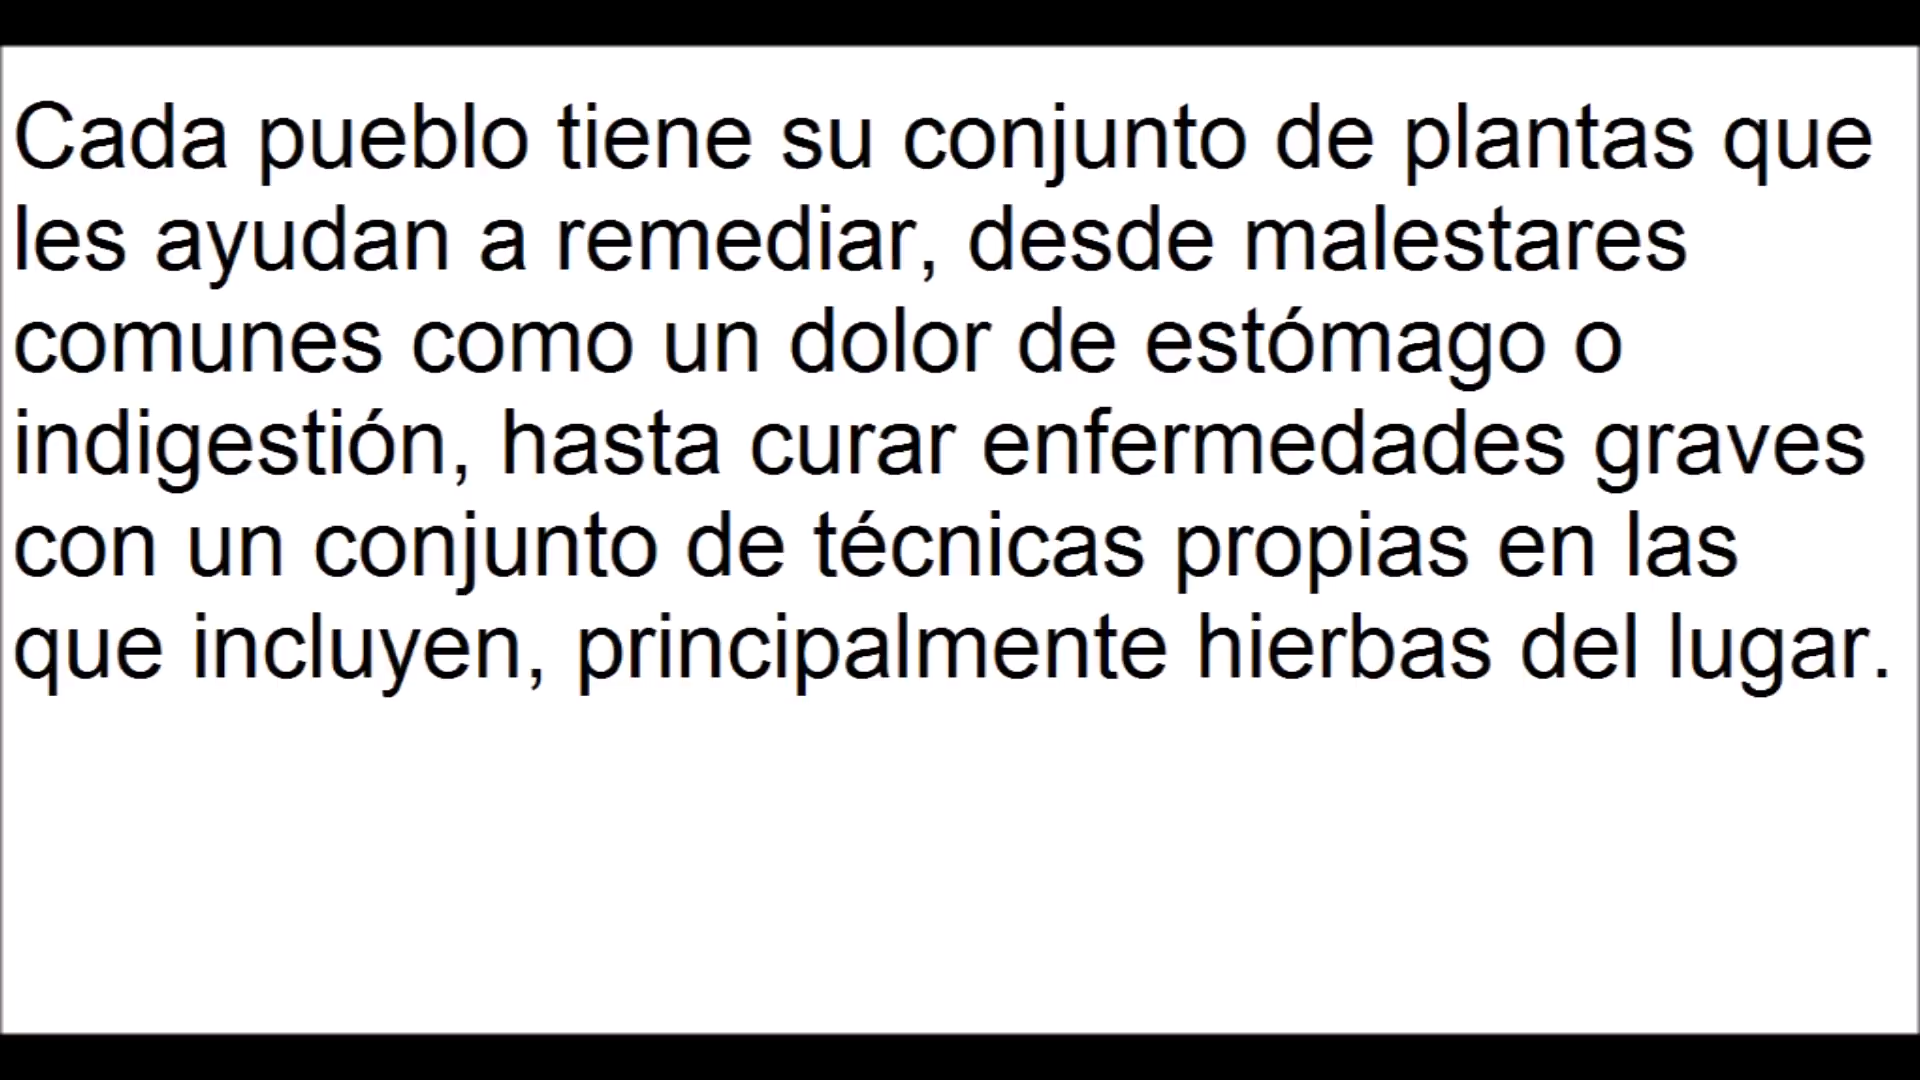 Cada pueblo tiene su conjunto de plantas que
les ayudan a remediar, desde malestares
comunes como un dolor de estómago o
indigestión, hasta curar enfermedades graves
con un conjunto de técnicas propias en las
que incluyen, principalmente hierbas del lugar.